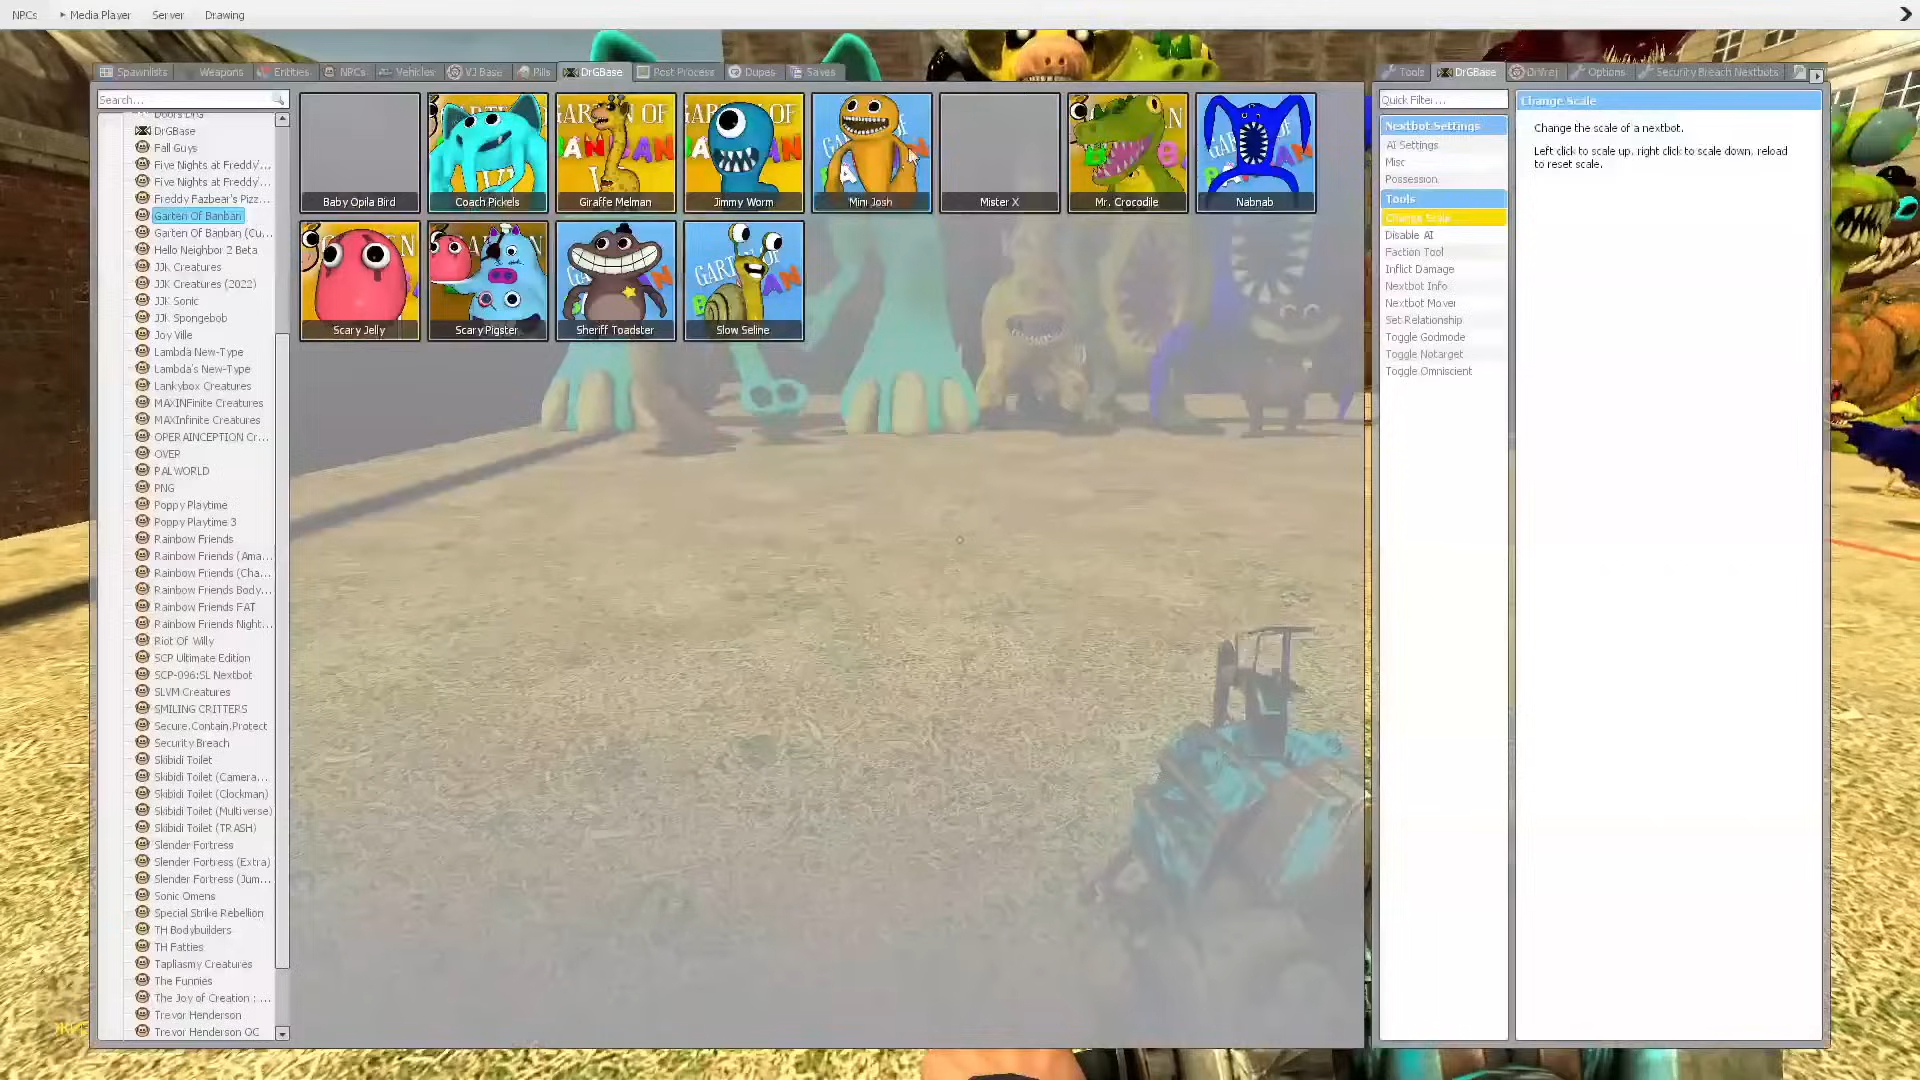 NPCs
Media Player
Server
Drawing
Spawnlists
Weapons
Entities
NPCs
Vehicles
VJ Base
Pills
DrGBase
Post Process
Dupes
Saves
Tools
DrGBase
DrVrej
Options
Security Breach Nextbots
Search...
Doors DrG
DrGBase
Fall Guys
Five Nights at Freddy'...
Five Nights at Freddy'...
Freddy Fazbear's Pizz...
Garten Of Banban
Garten Of Banban (Cu...
Hello Neighbor 2 Beta
JJK Creatures
JJK Creatures (2022)
JJK Sonic
JJK Spongebob
Joy Ville
Lambda New-Type
Lambda's New-Type
Lankybox Creatures
MAXINFinite Creatures
MAXInfinite Creatures
OPERAINCEPTION Cr...
OVER
PALWORLD
PNG
Poppy Playtime
Poppy Playtime 3
Rainbow Friends
Rainbow Friends (Ama...
Rainbow Friends (Cha...
Rainbow Friends Body...
Rainbow Friends FAT
Rainbow Friends Night...
Riot Of Willy
SCP Ultimate Edition
SCP-096:SL Nextbot
SLVM Creatures
SMILING CRITTERS
Secure.Contain.Protect
Security Breach
Skibidi Toilet
Skibidi Toilet (Camera...
Skibidi Toilet (Clockman)
Skibidi Toilet (Multiverse)
Skibidi Toilet (TRASH)
Slender Fortress
Slender Fortress (Extra)
Slender Fortress (Jum...
Sonic Omens
Special Strike Rebellion
TH Bodybuilders
TH Fatties
Tapliasmy Creatures
The Funnies
The Joy of Creation : ...
Trevor Henderson
Trevor Henderson OC
Baby Opila Bird
Coach Pickels
Giraffe Melman
Jimmy Worm
Mini Josh
Mister X
Mr. Crocodile
Nabnab
Scary Jelly
Scary Pigster
Sheriff Toadster
Slow Seline
Quick Filter...
Nextbot Settings
AI Settings
Misc
Possession
Tools
Change Scale
Disable AI
Faction Tool
Inflict Damage
Nextbot Info
Nextbot Mover
Set Relationship
Toggle Godmode
Toggle Notarget
Toggle Omniscient
Change Scale
Change the scale of a nextbot.
Left click to scale up, right click to scale down, reload
to reset scale.